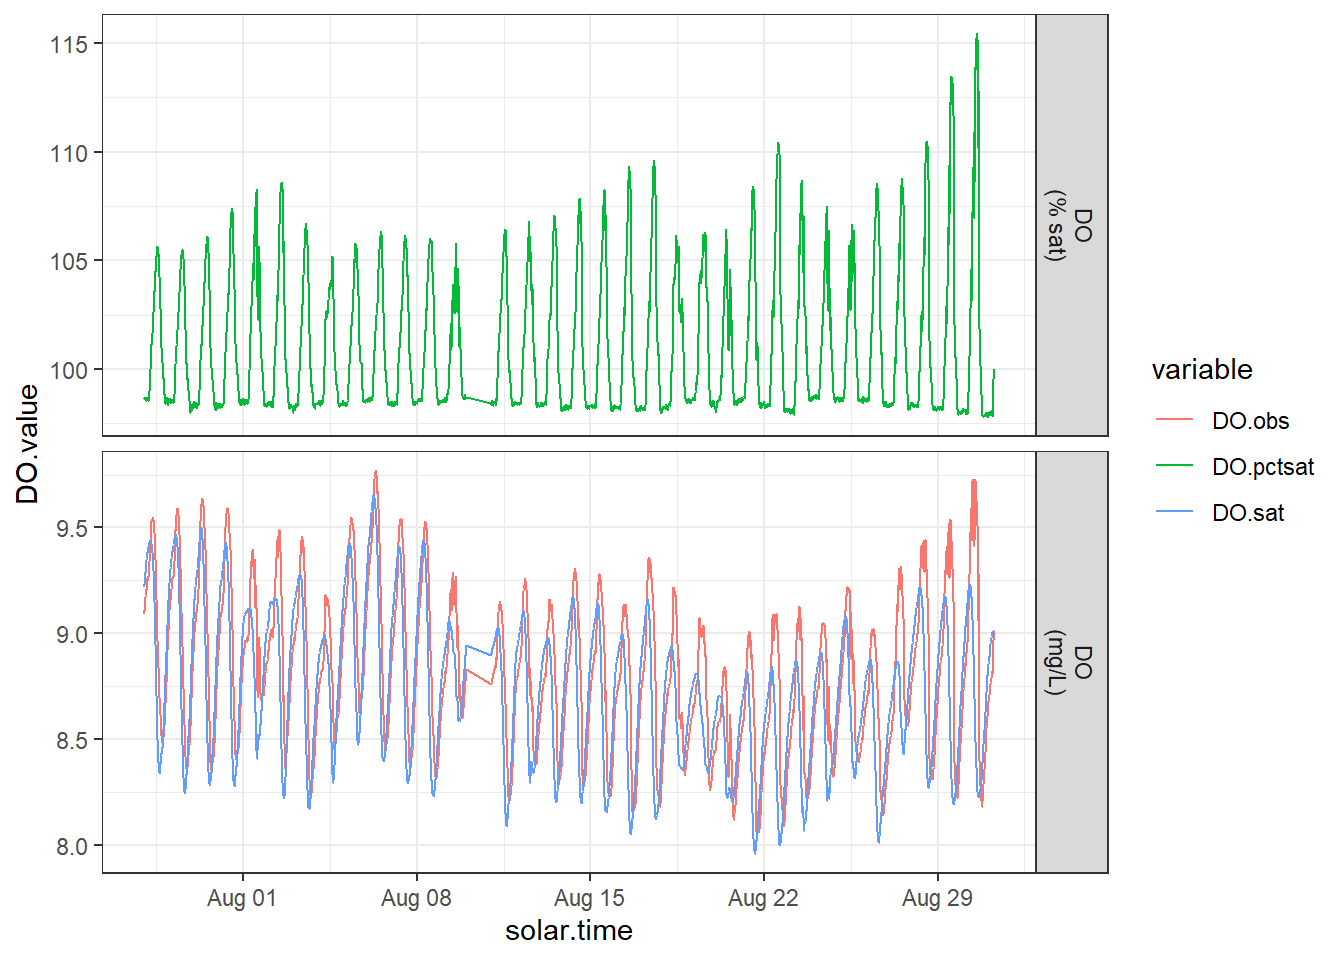 DO.value
115
110
105
100
DO
(% sat)
9.5
9.0
8.5
8.0
DO
(mg/L)
Aug 01
Aug 08
Aug 15
Aug 22
Aug 29
solar.time
variable
DO.obs
DO.pctsat
DO.sat